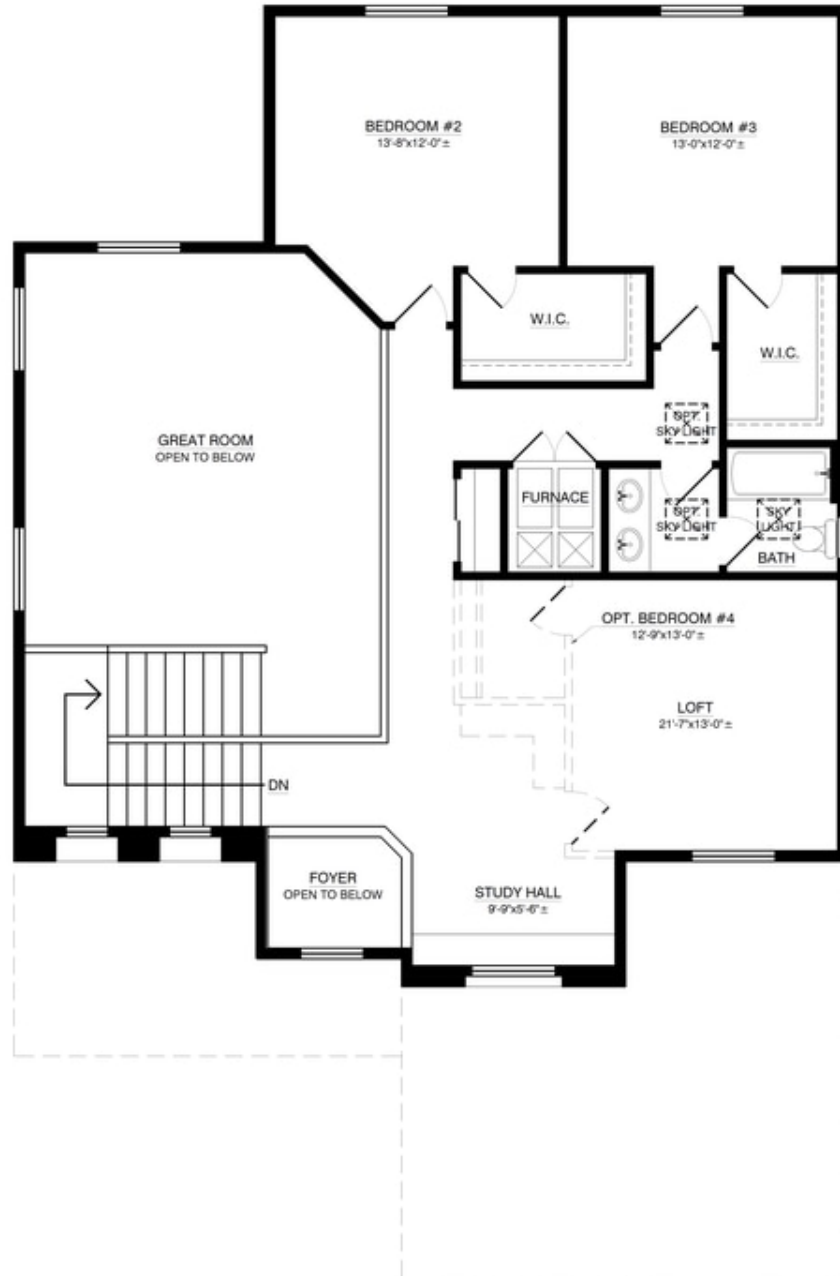 BEDROOM #2
13'-8"x12'-0"±
BEDROOM #3
13'-0"x12'-0"±
W.I.C.
W.I.C.
GREAT ROOM
OPEN TO BELOW
OPT.
SKY LIGHT
FURNACE
OPT.
SKY LIGHT
SKY
LIGHT
BATH
OPT. BEDROOM #4
12'-9"x13'-0"±
LOFT
21'-7"x13'-0"±
DN
FOYER
OPEN TO BELOW
STUDY HALL
9'-9"x5'-6"±